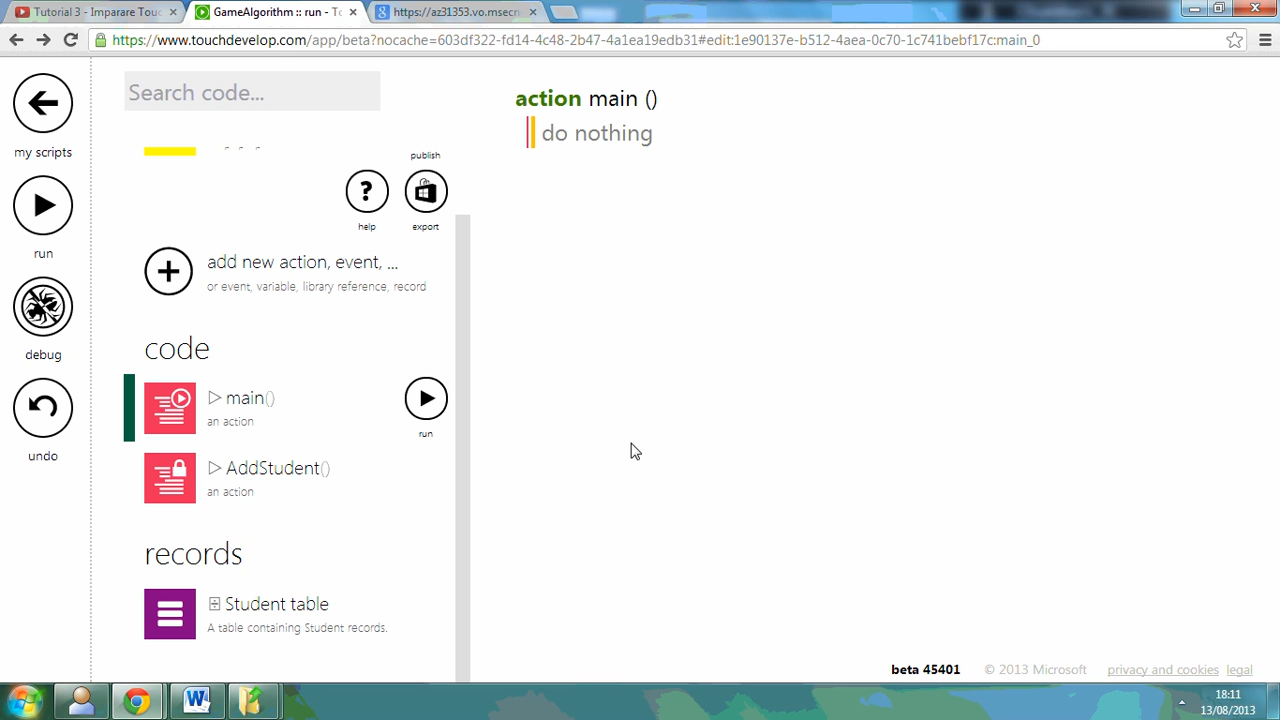 Tutorial 3 - Imparare Touc
GameAlgorithm :: run - To
https://az31353.vo.msecn
https://www.touchdevelop.com/app/beta?nocache=603df322-fd14-4c48-2b47-4a1ea19edb31#edit:1e90137e-b512-4aea-0c70-1c741bebf17c:main_0
my scripts
run
debug
undo
Search code...
publish
?
help
export
add new action, event, ...
or event, variable, library reference, record
code
main()
an action
run
AddStudent()
an action
records
Student table
A table containing Student records.
action main ()
do nothing
beta 45401
© 2013 Microsoft
privacy and cookies
legal
18:11
13/08/2013